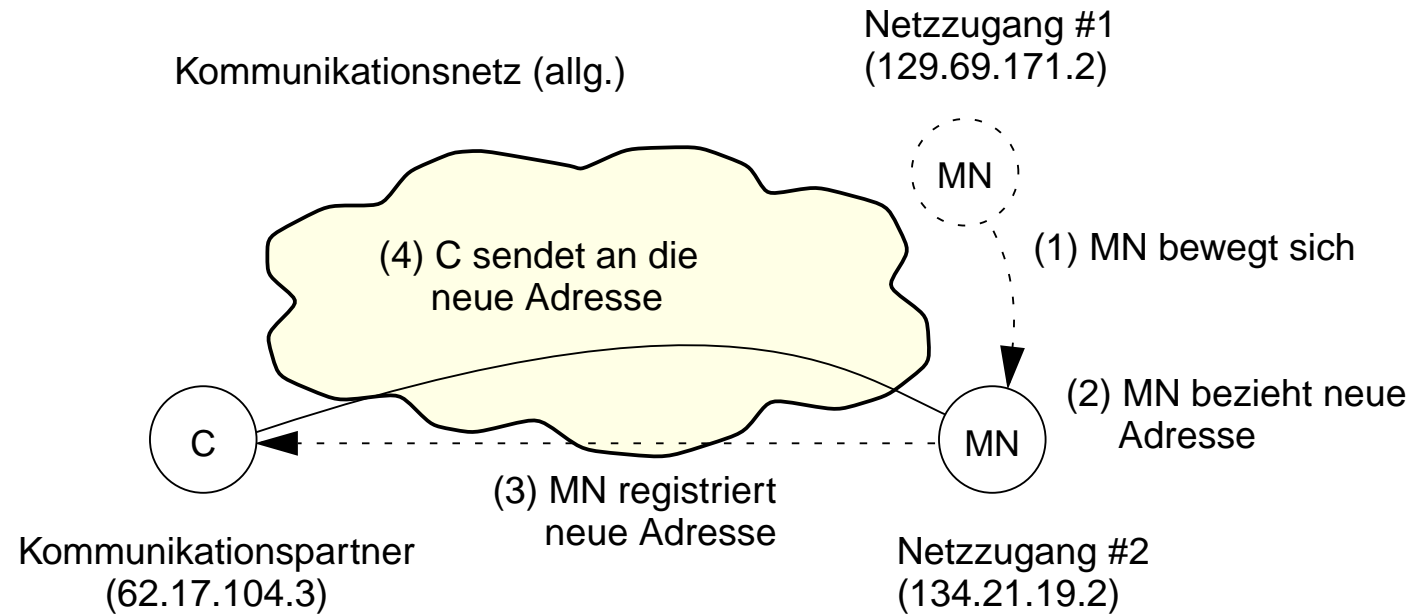 Netzzugang #1
(129.69.171.2)
Kommunikationsnetz (allg.)
MN
(1) MN bewegt sich
(4) C sendet an die
neue Adresse
(2) MN bezieht neue
Adresse
C
MN
(3) MN registriert
neue Adresse
Kommunikationspartner
(62.17.104.3)
Netzzugang #2
(134.21.19.2)